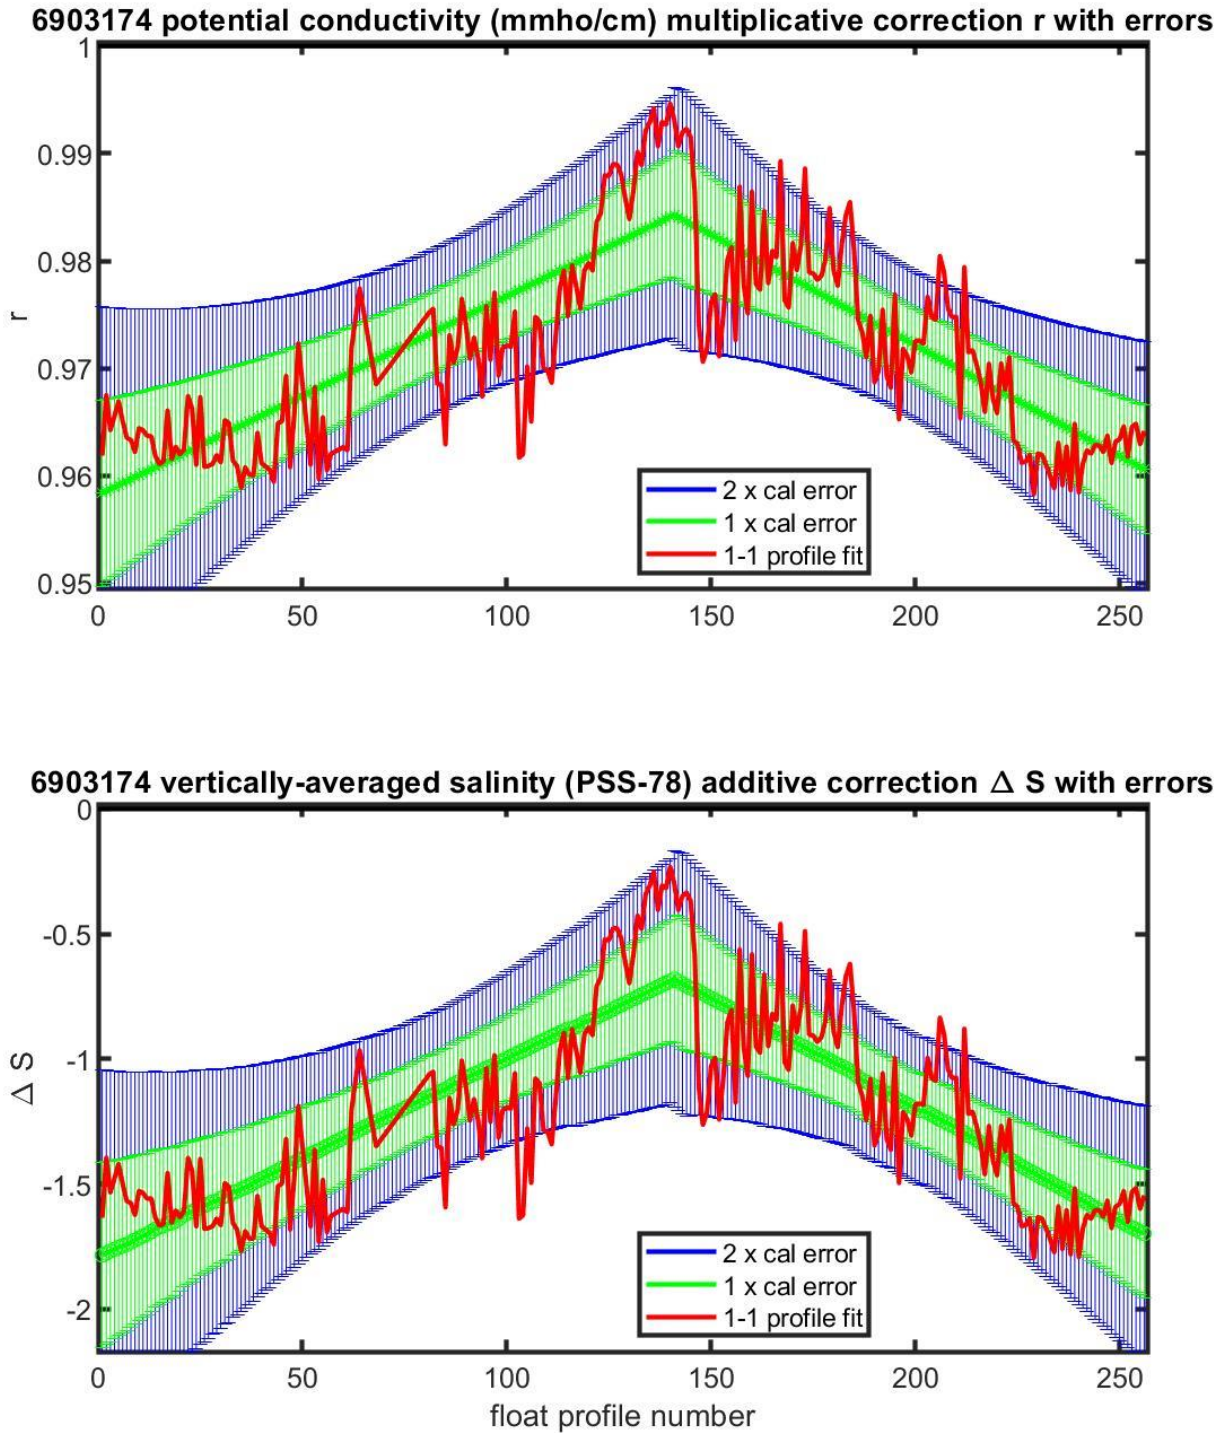 6903174 potential conductivity (mmho/cm) multiplicative correction r with errors
1
0.99
0.98
0.97
0.96
0.95
r
2 x cal error
1 x cal error
1-1 profile fit
0 50 100 150 200 250
6903174 vertically-averaged salinity (PSS-78) additive correction Δ S with errors
0
-0.5
-1
-1.5
-2
Δ S
2 x cal error
1 x cal error
1-1 profile fit
0 50 100 150 200 250
float profile number